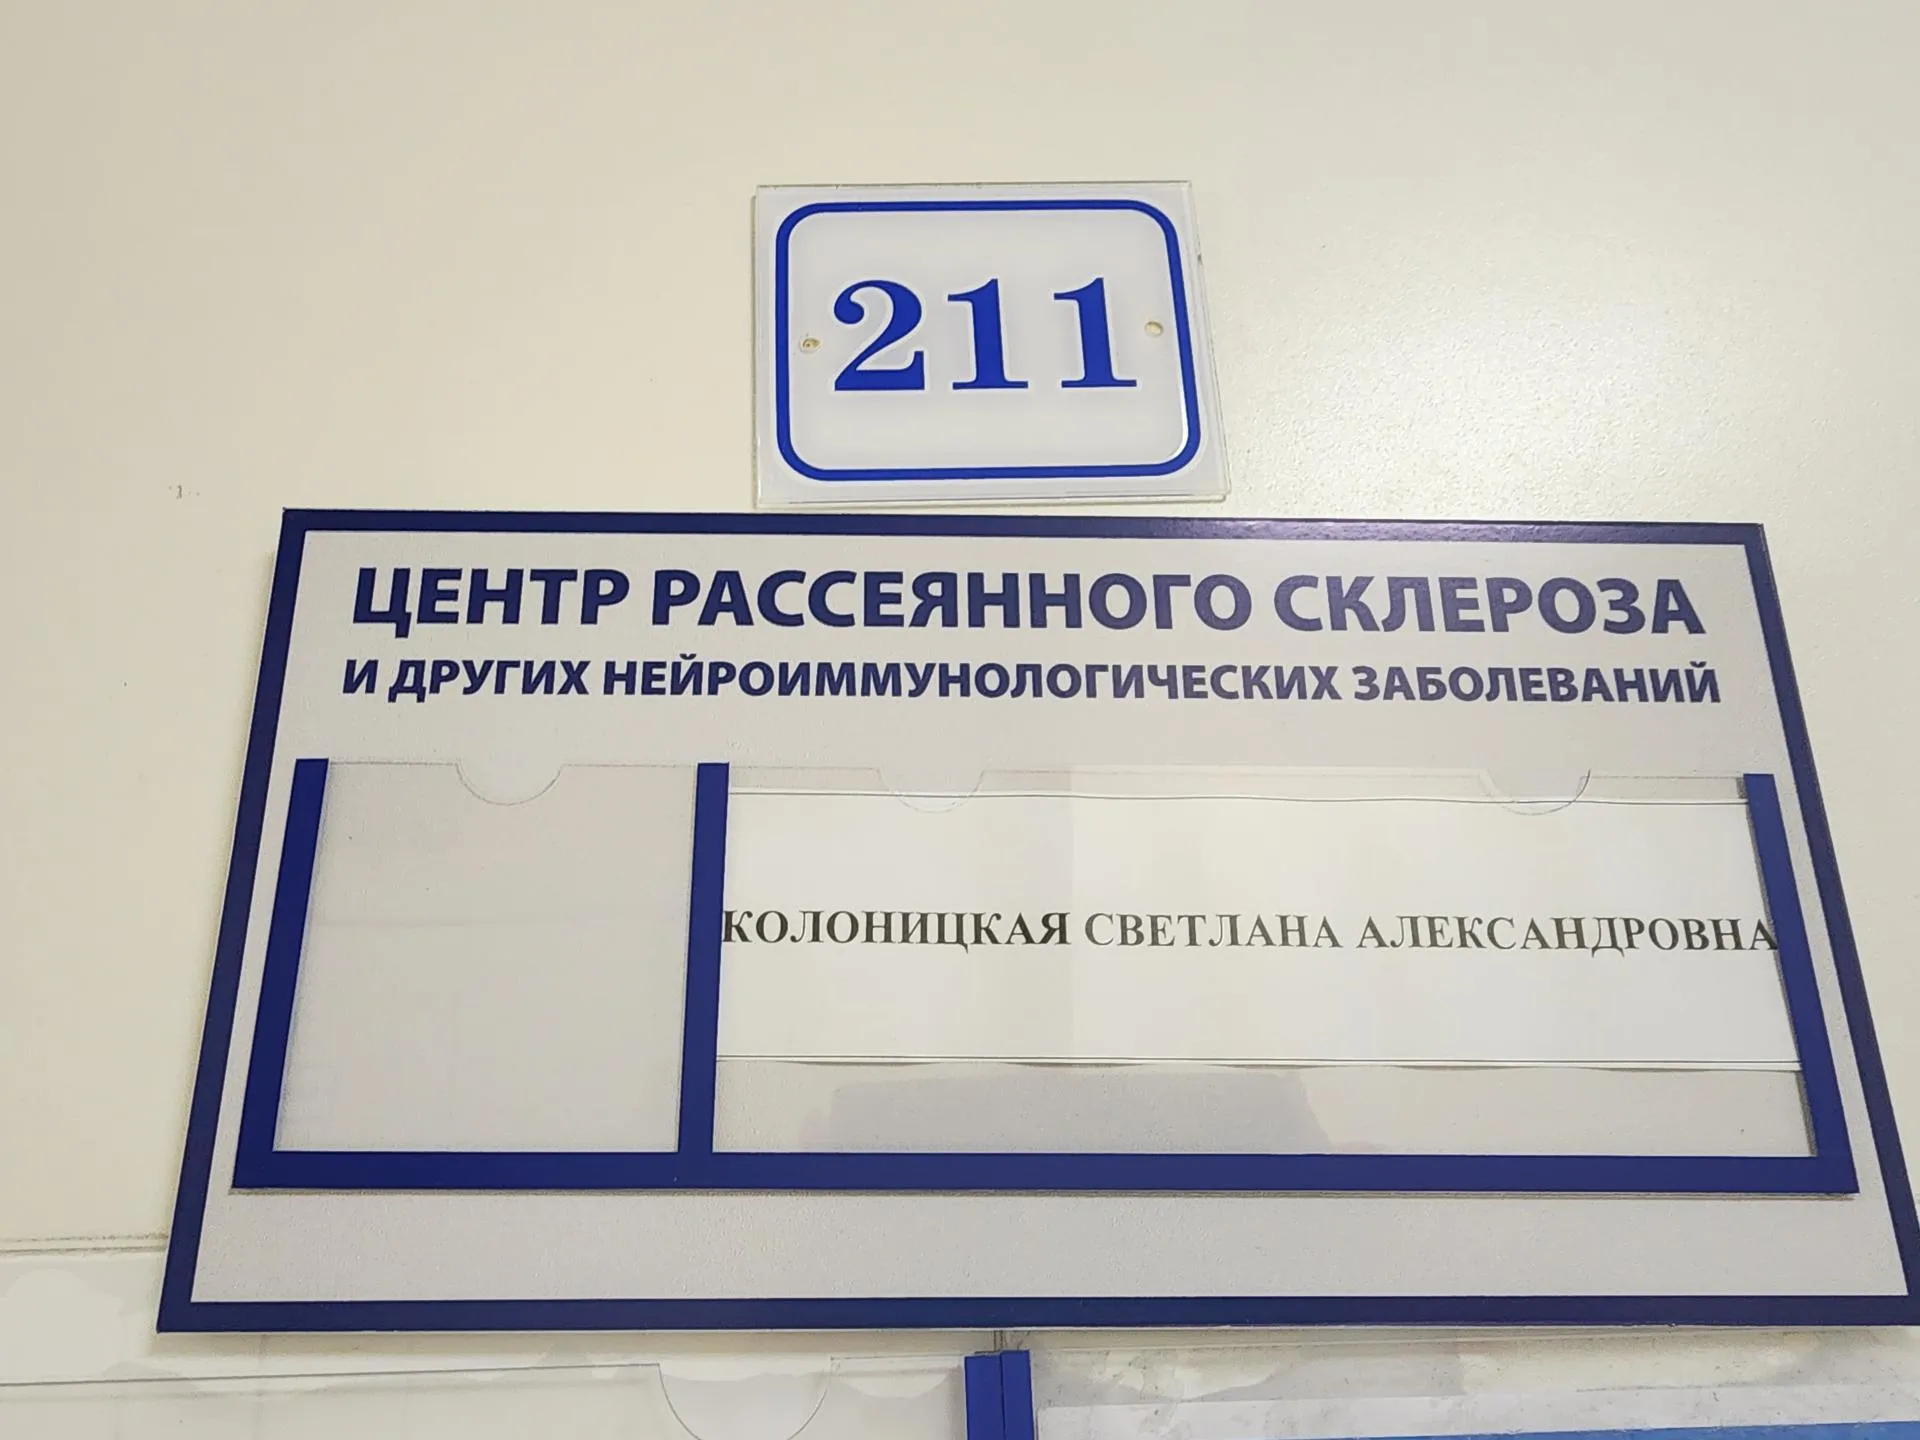 211
ЦЕНТР РАССЕЯННОГО СКЛЕРОЗА
И ДРУГИХ НЕЙРОИММУНОЛОГИЧЕСКИХ ЗАБОЛЕВАНИЙ
КОЛОНИЦКАЯ СВЕТЛАНА АЛЕКСАНДРОВНА